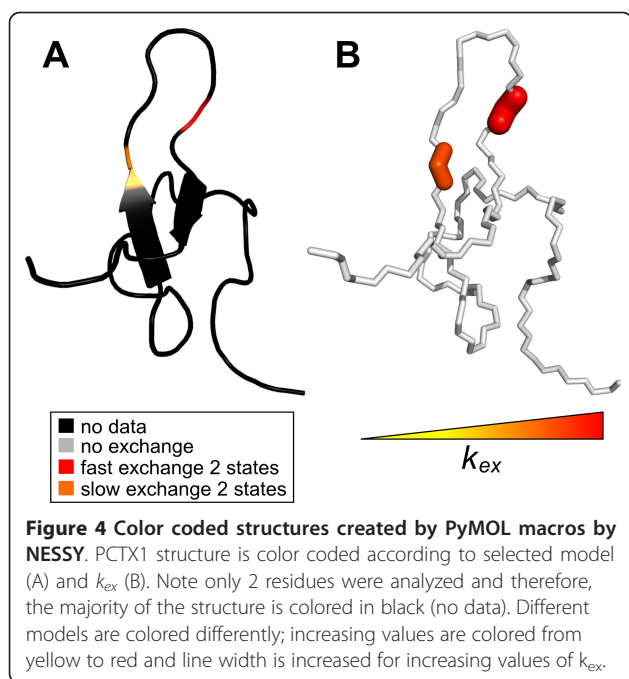 A
B
no data
no exchange
fast exchange 2 states
slow exchange 2 states
kex
Figure 4 Color coded structures created by PyMOL macros by
NESSY. PCTX1 structure is color coded according to selected model
(A) and kex (B). Note only 2 residues were analyzed and therefore,
the majority of the structure is colored in black (no data). Different
models are colored differently; increasing values are colored from
yellow to red and line width is increased for increasing values of kex.